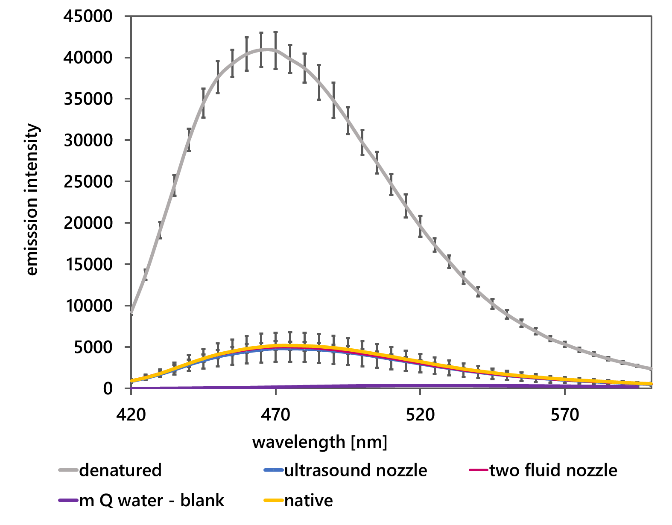 45000
40000
35000
30000
25000
20000
15000
10000
5000
0
emisssion intensity
420 470 520 570
wavelength [nm]
denatured ultrasound nozzle two fluid nozzle
m Q water - blank native